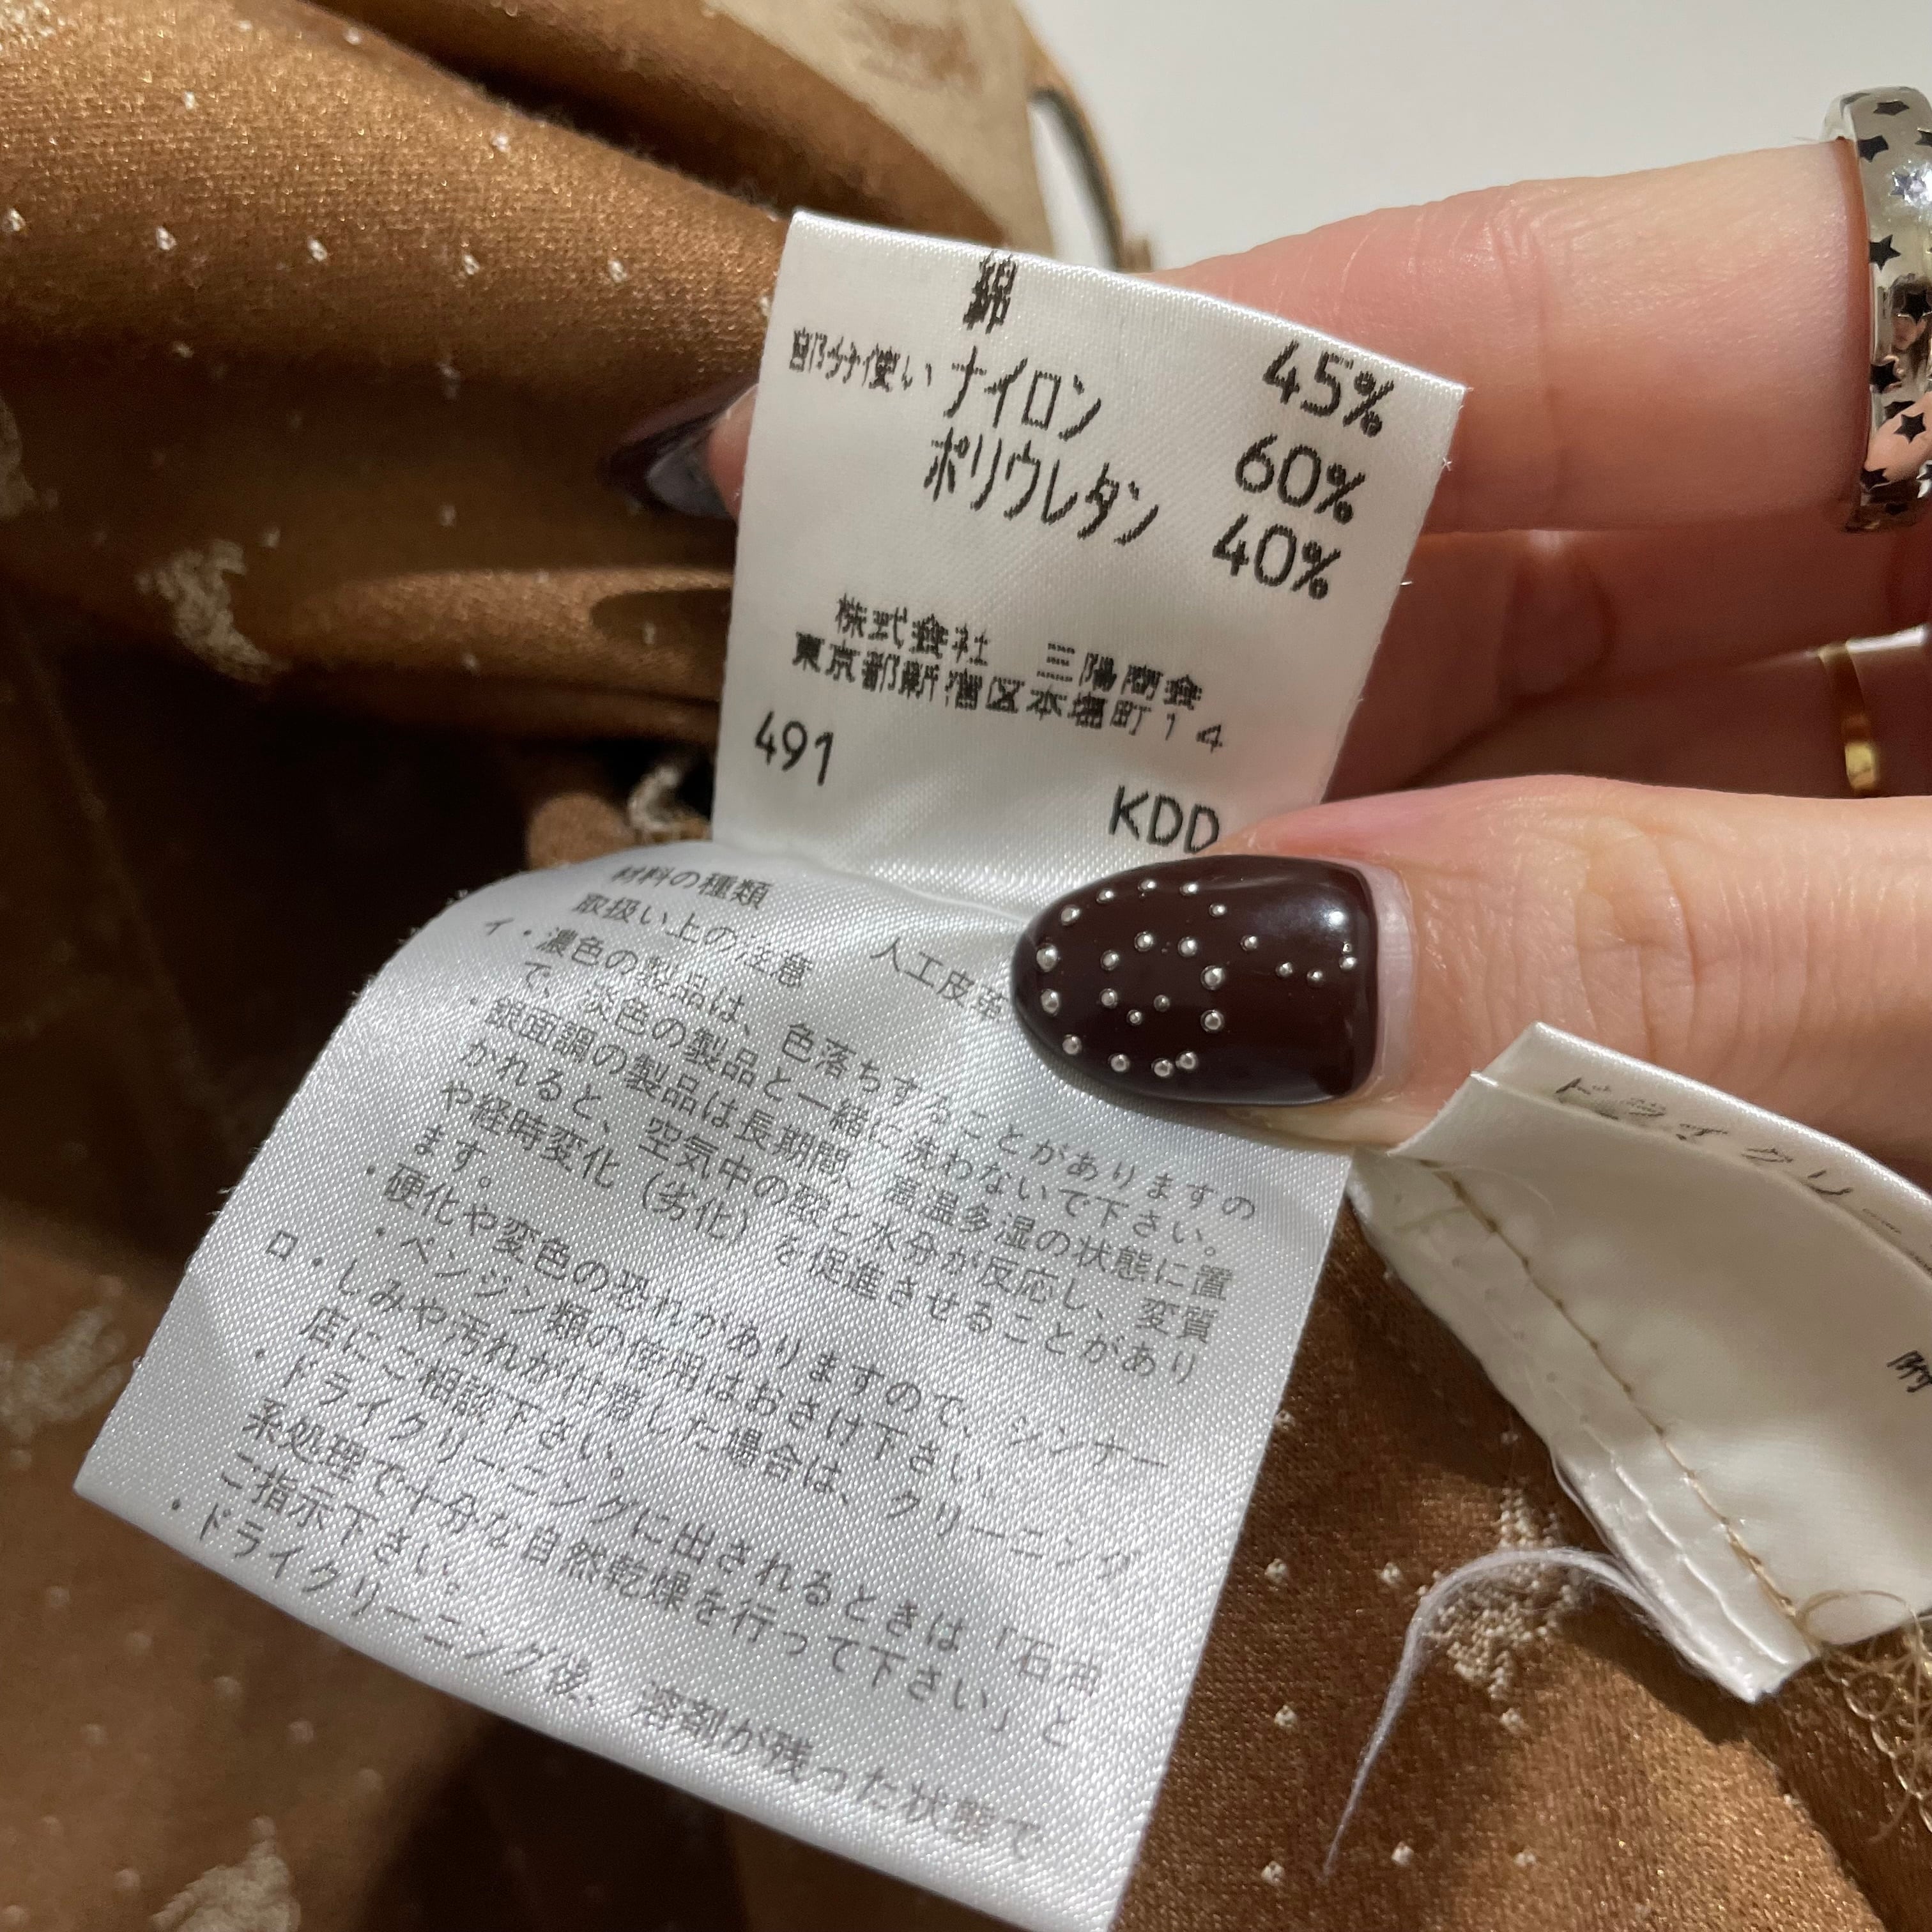 綿 45%
部分使い ナイロン 60%
ポリウレタン 40%
株式会社 三陽商会
東京都新宿区本塩町14
491
KDD
材料の種類 人工皮革
取扱い上の注意
イ・濃色の製品は、色落ちすることがありますの
で、淡色の製品と一緒に洗わないで下さい。
・銀面調の製品は長期間、高温多湿の状態に置
かれると、空気中の酸と水分が反応し、変質
や経時変化（劣化）を促進させることがあり
ます。
・ベンジン類の使用はおさけ下さい。
硬化や変色の恐れがありますので、シンナー
ロ・しみや汚れが付着した場合は、クリーニング
店にご相談下さい。
・ドライクリーニングに出されるときは「石油
系処理で十分な自然乾燥を行って下さい」と
ご指示下さい。
・ドライクリーニング後、溶剤が残った状態で
ドライクリー